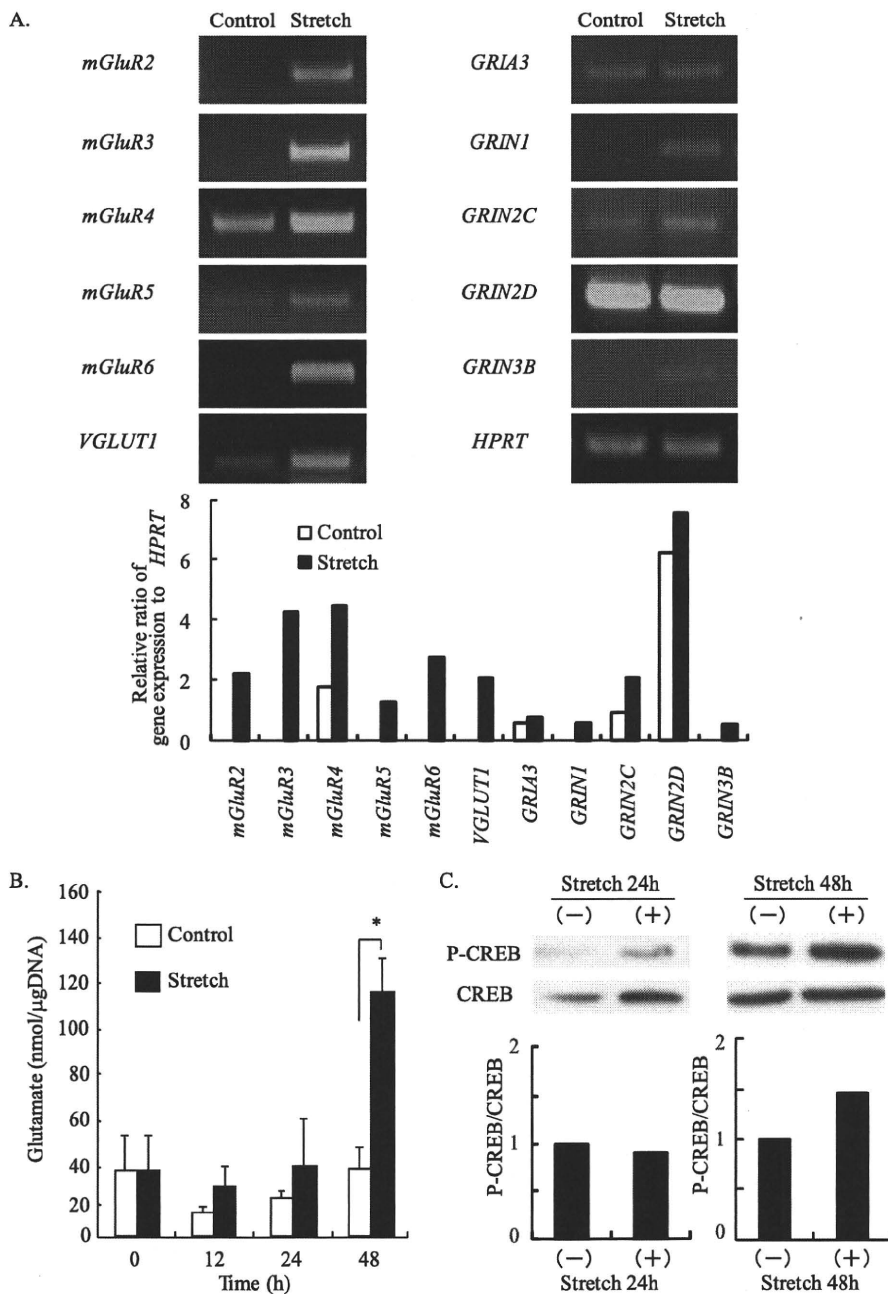 A.
Control Stretch
Control Stretch
mGluR2
mGluR3
mGluR4
mGluR5
mGluR6
VGLUT1
GRIA3
GRIN1
GRIN2C
GRIN2D
GRIN3B
HPRT
Relative ratio of
gene expression to HPRT
8
6
4
2
0
Control
Stretch
mGluR2
mGluR3
mGluR4
mGluR5
mGluR6
VGLUT1
GRIA3
GRIN1
GRIN2C
GRIN2D
GRIN3B
B.
Glutamate (nmol/μgDNA)
160
140
120
100
80
60
40
20
0
Control
Stretch
*
0 12 24 48
Time (h)
C.
Stretch 24h
(−) (+)
Stretch 48h
(−) (+)
P-CREB
CREB
P-CREB/CREB
2
1
0
(−) (+)
Stretch 24h
P-CREB/CREB
2
1
0
(−) (+)
Stretch 48h